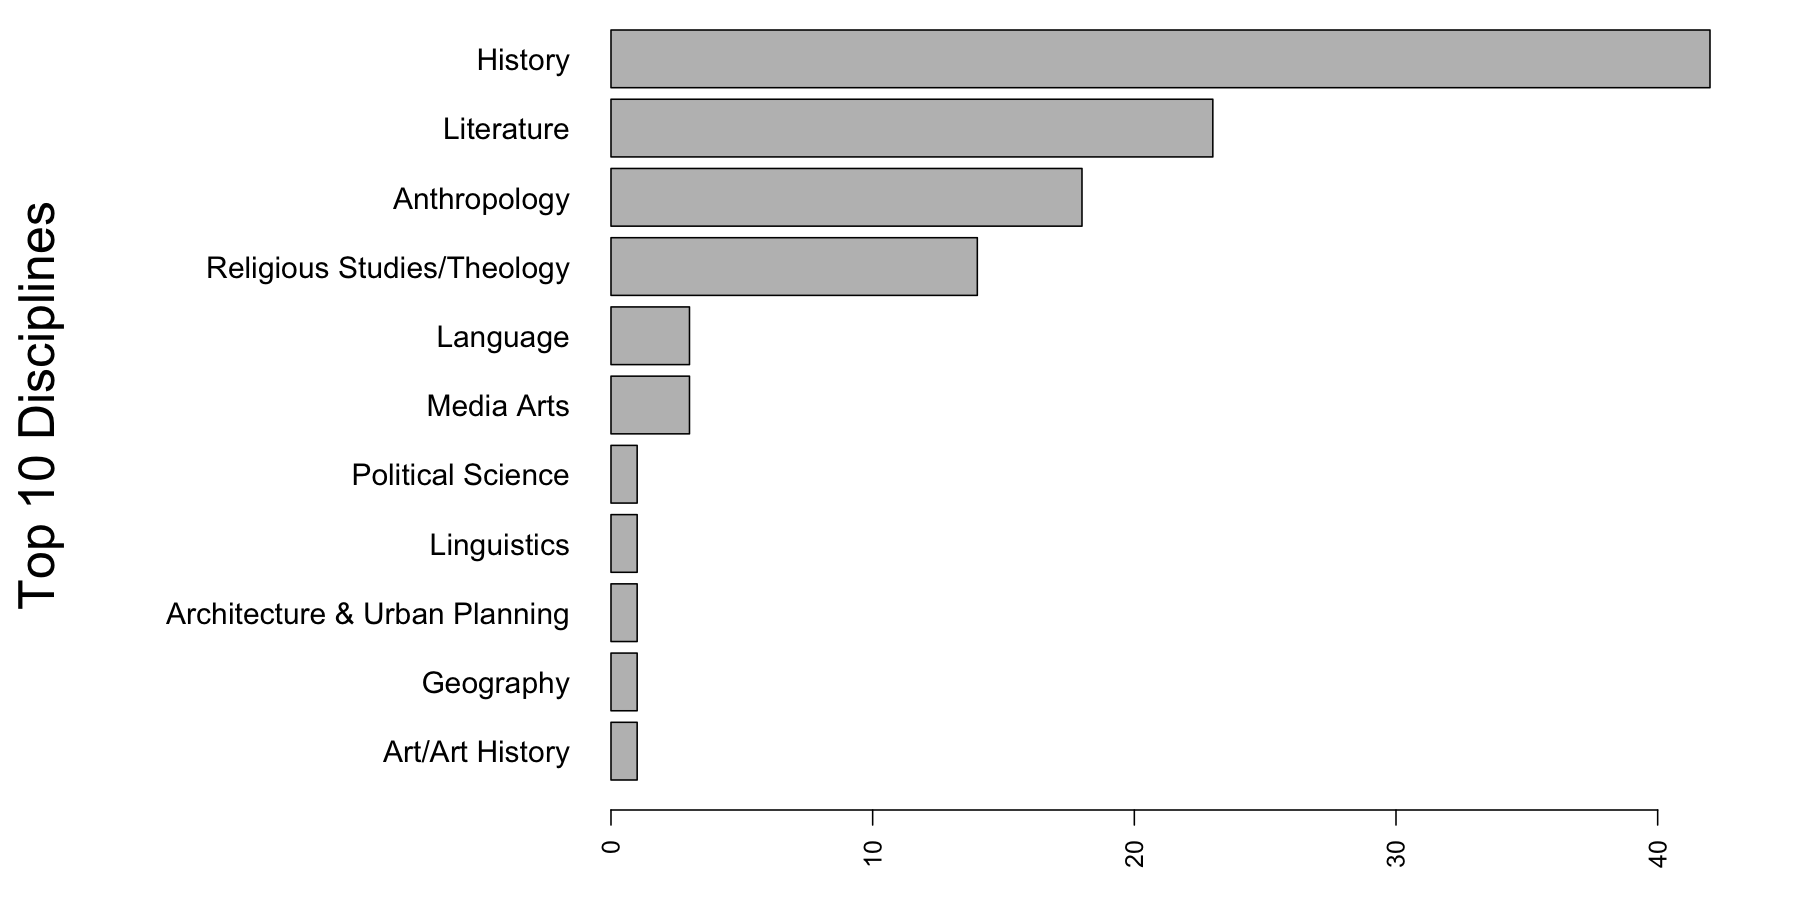 Top 10 Disciplines
History
Literature
Anthropology
Religious Studies/Theology
Language
Media Arts
Political Science
Linguistics
Architecture & Urban Planning
Geography
Art/Art History
0
10
20
30
40